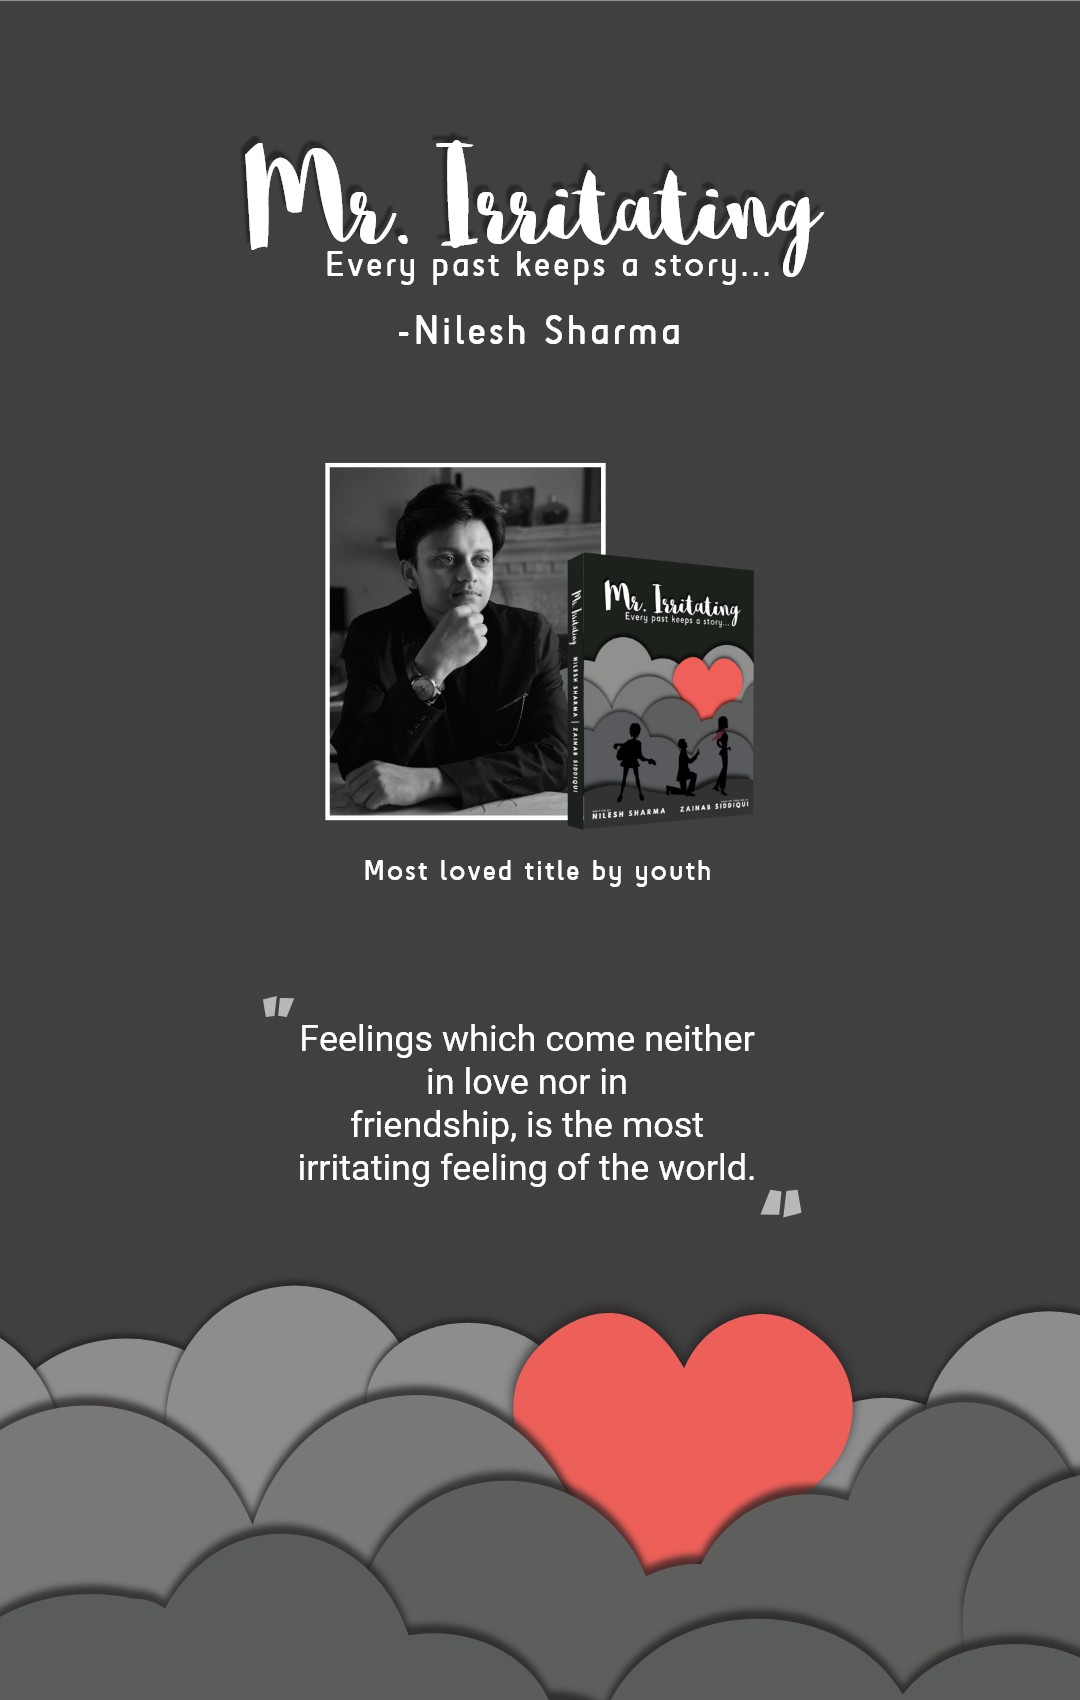 Mr. Irritating
Every past keeps a story...
-Nilesh Sharma
Mr. Irritating
Every past keeps a story...
Mr. Irritating NILESH SHARMA | ZAINAB SIDDIQUI
NILESH SHARMA ZAINAB SIDDIQUI
Most loved title by youth
"Feelings which come neither
in love nor in
friendship, is the most
irritating feeling of the world."